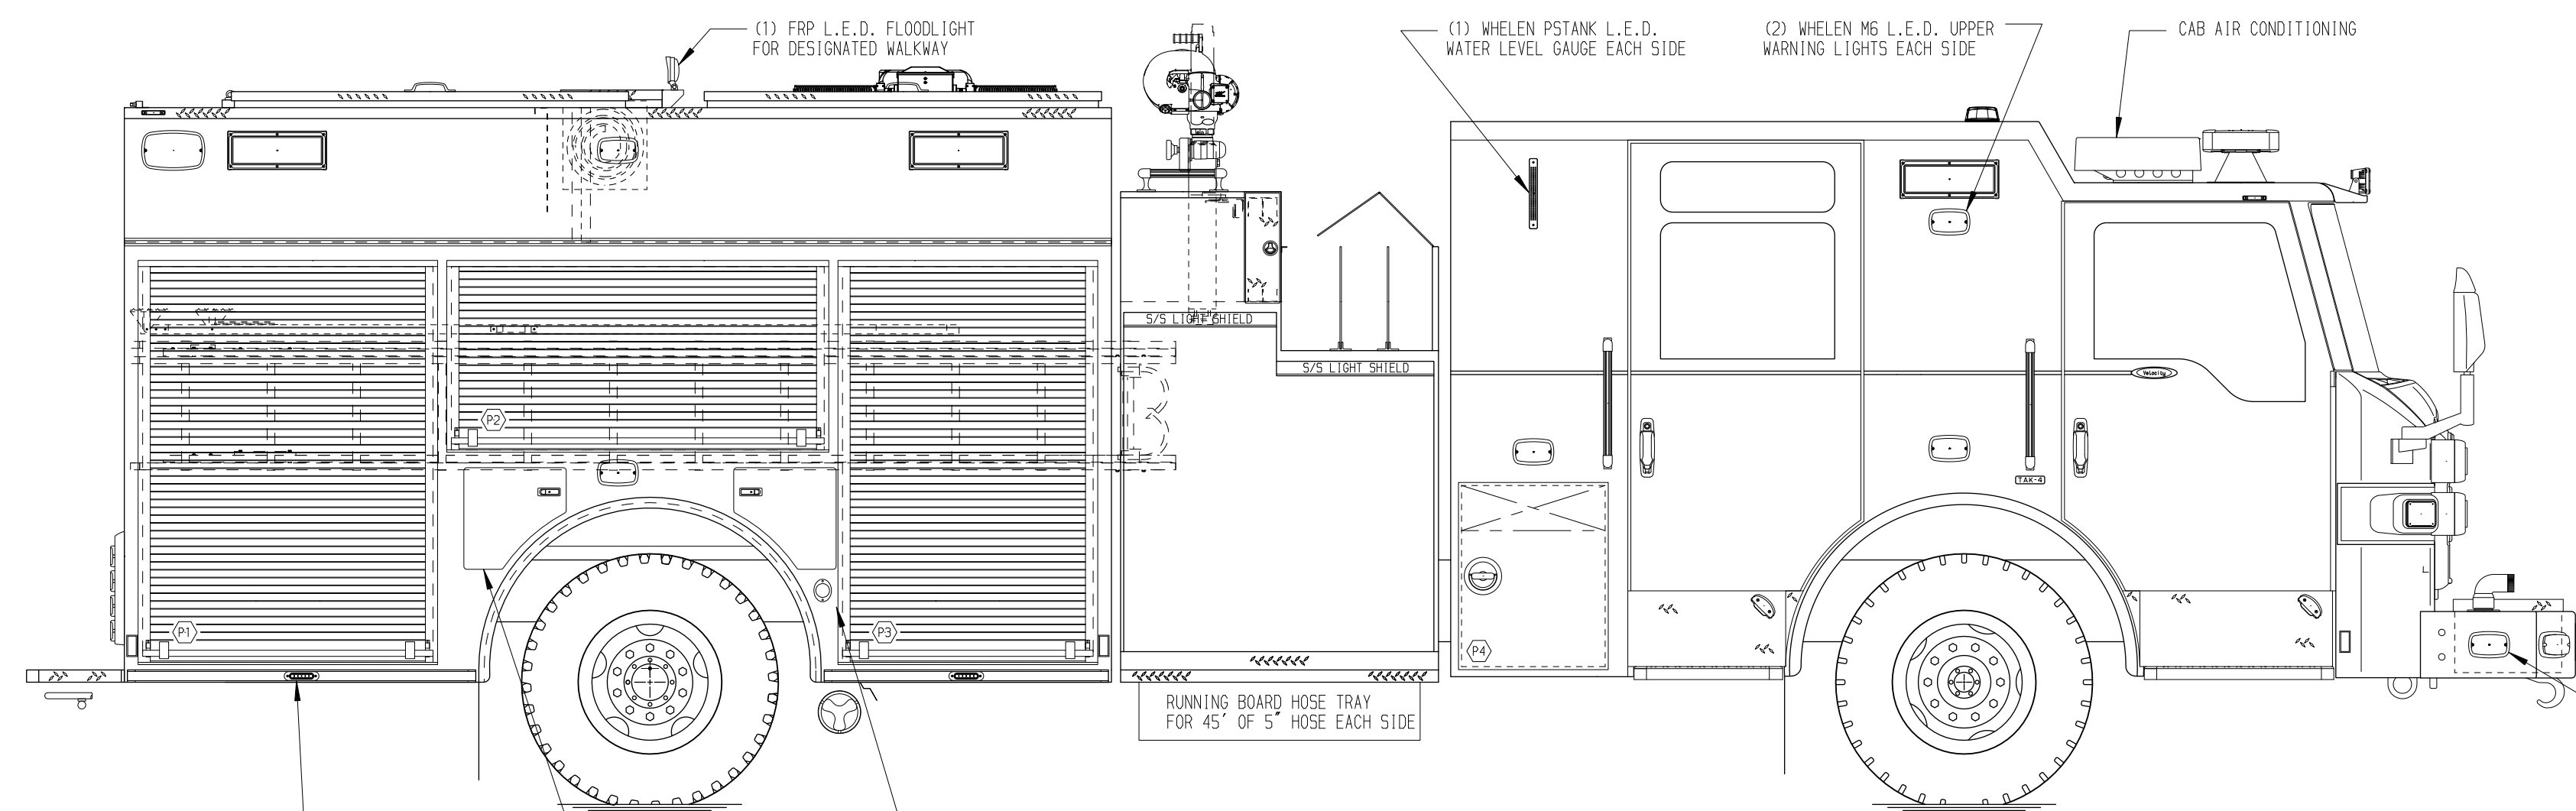 (1) FRP L.E.D. FLOODLIGHT
FOR DESIGNATED WALKWAY
(1) WHELEN PSTANK L.E.D.
WATER LEVEL GAUGE EACH SIDE
(2) WHELEN M6 L.E.D. UPPER
WARNING LIGHTS EACH SIDE
CAB AIR CONDITIONING
S/S LIGHT SHIELD
S/S LIGHT SHIELD
Velocity
P2
TAK-4
P1
P3
P4
RUNNING BOARD HOSE TRAY
FOR 45' OF 5" HOSE EACH SIDE